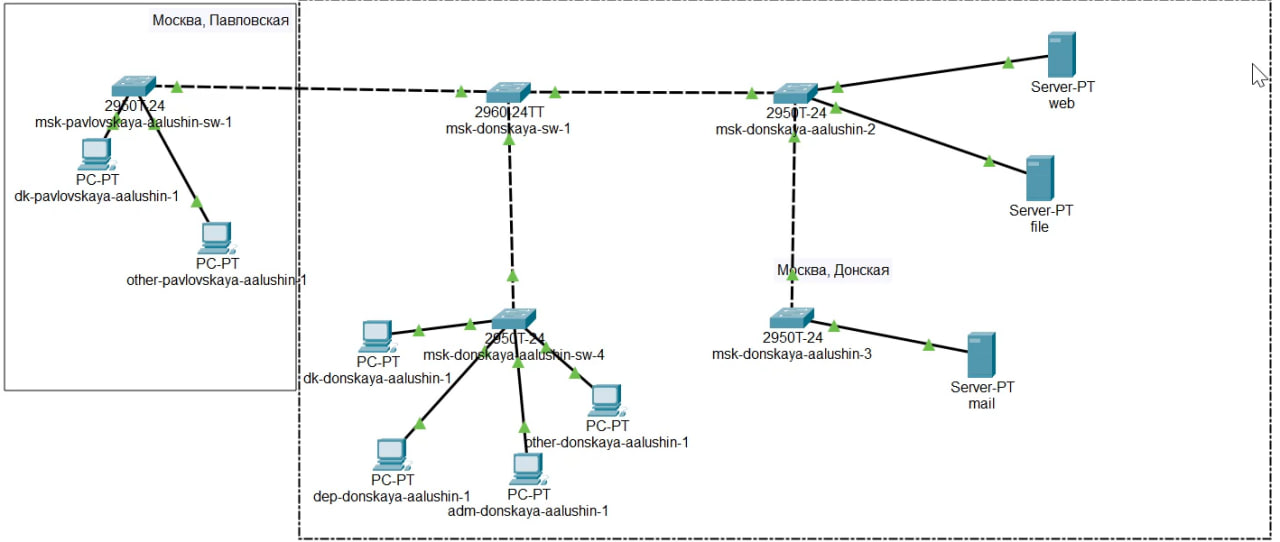 Москва, Павловская
2950T-24
msk-pavlovskaya-aalushin-sw-1
PC-PT
dk-pavlovskaya-aalushin-1
PC-PT
other-pavlovskaya-aalushin-1
2960-24TT
msk-donskaya-sw-1
2950T-24
msk-donskaya-aalushin-2
Server-PT
web
Server-PT
file
Москва, Донская
2950T-24
msk-donskaya-aalushin-sw-4
PC-PT
dk-donskaya-aalushin-1
PC-PT
other-donskaya-aalushin-1
PC-PT
dep-donskaya-aalushin-1
PC-PT
adm-donskaya-aalushin-1
2950T-24
msk-donskaya-aalushin-3
Server-PT
mail